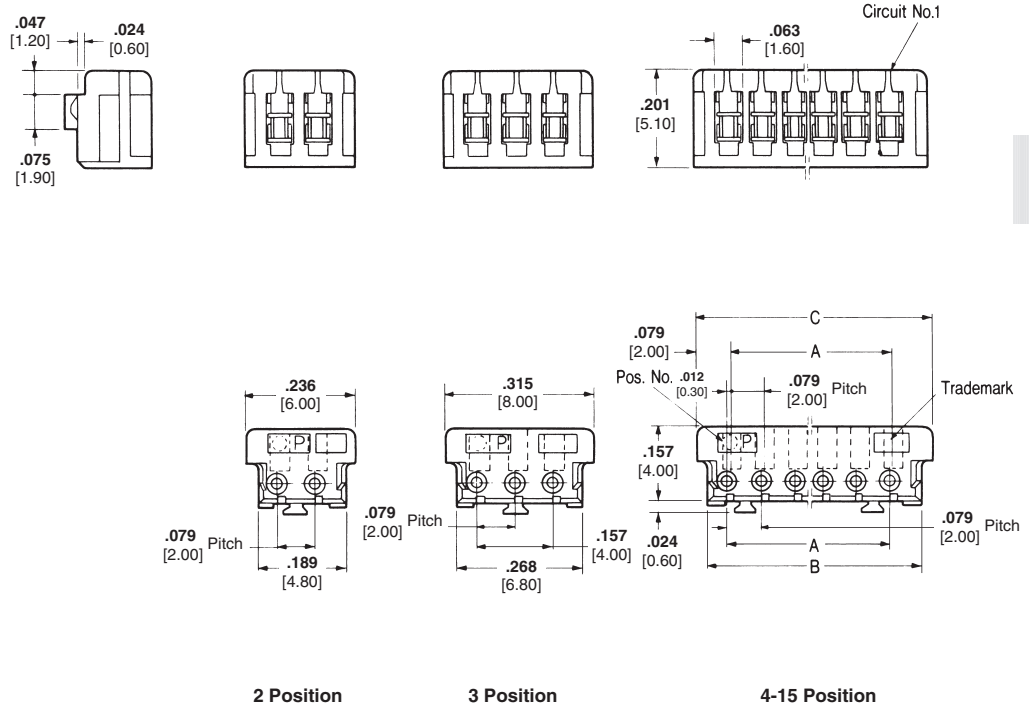 .047
[1.20]
.024
[0.60]
.075
[1.90]
Circuit No.1
.063
[1.60]
.201
[5.10]
.236
[6.00]
P
.079
[2.00]
Pitch
.189
[4.80]
.315
[8.00]
P
.079
[2.00]
Pitch
.157
[4.00]
.268
[6.80]
C
.079
[2.00]
A
Pos. No.
.012
[0.30]
.079
[2.00]
Pitch
Trademark
P
.157
[4.00]
.024
[0.60]
.079
[2.00]
Pitch
A
B
2 Position
3 Position
4-15 Position